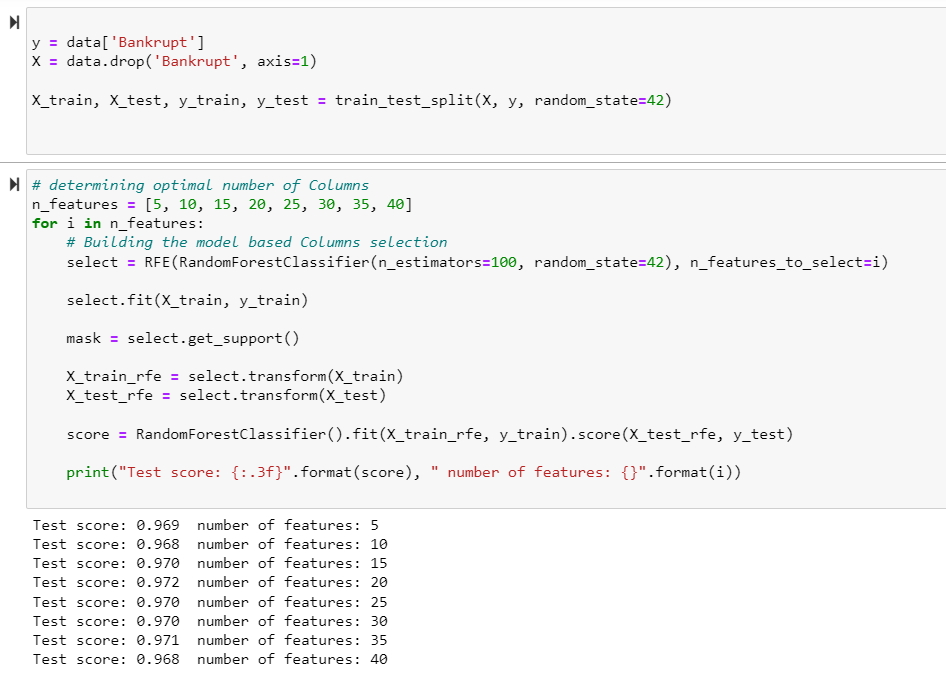 y = data['Bankrupt']
X = data.drop('Bankrupt', axis=1)
X_train, X_test, y_train, y_test = train_test_split(X, y, random_state=42)
# determining optimal number of Columns
n_features = [5, 10, 15, 20, 25, 30, 35, 40]
for i in n_features:
    # Building the model based Columns selection
    select = RFE(RandomForestClassifier(n_estimators=100, random_state=42), n_features_to_select=i)
    select.fit(X_train, y_train)
    mask = select.get_support()
    X_train_rfe = select.transform(X_train)
    X_test_rfe = select.transform(X_test)
    score = RandomForestClassifier().fit(X_train_rfe, y_train).score(X_test_rfe, y_test)
    print("Test score: {:.3f}".format(score), " number of features: {}".format(i))
Test score: 0.969  number of features: 5
Test score: 0.968  number of features: 10
Test score: 0.970  number of features: 15
Test score: 0.972  number of features: 20
Test score: 0.970  number of features: 25
Test score: 0.970  number of features: 30
Test score: 0.971  number of features: 35
Test score: 0.968  number of features: 40